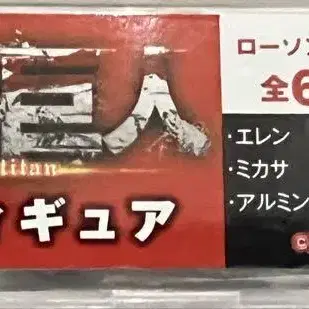 巨人
titan
ギュア
ローソ
全6
・エレン
・ミカサ
・アルミン